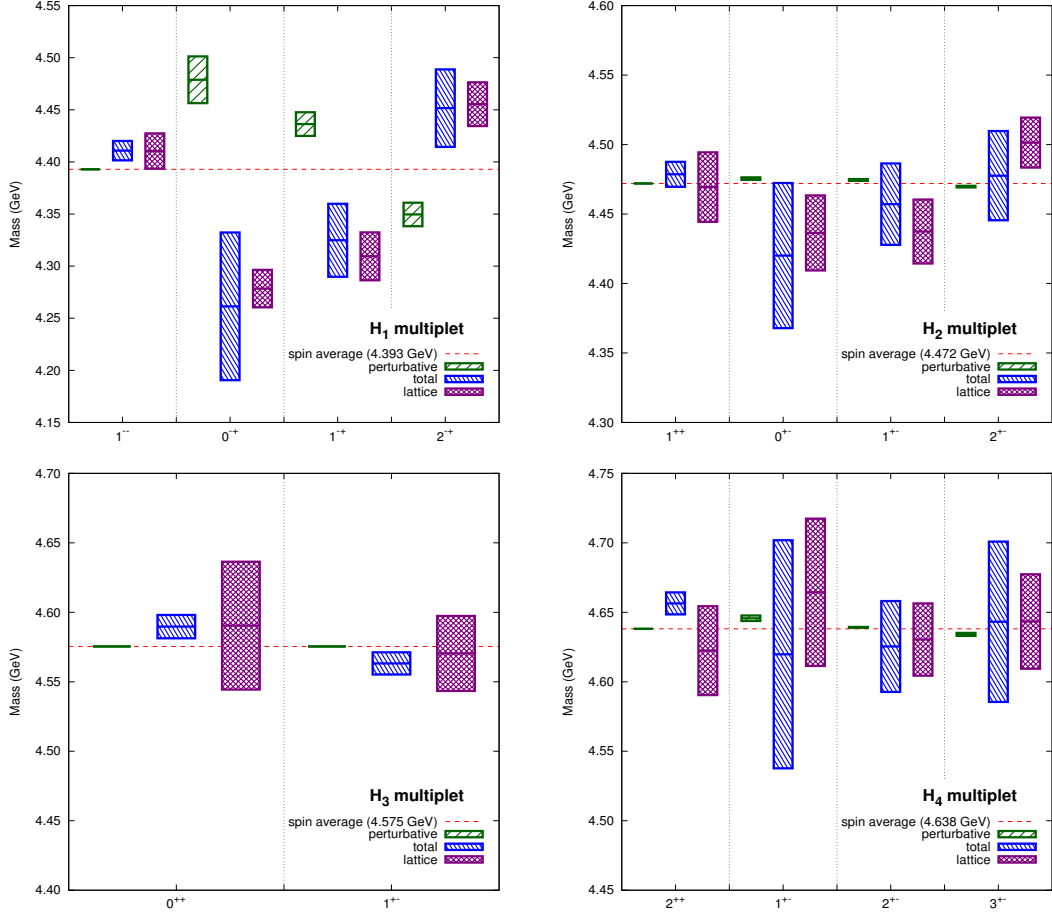 4.55
4.50
4.45
4.40
4.35
4.30
4.25
4.20
4.15
Mass (GeV)
H1 multiplet
spin average (4.393 GeV)
perturbative
total
lattice
1-- 0-+ 1-+ 2-+
4.60
4.55
4.50
4.45
4.40
4.35
4.30
Mass (GeV)
H2 multiplet
spin average (4.472 GeV)
perturbative
total
lattice
1++ 0+- 1+- 2+-
4.70
4.65
4.60
4.55
4.50
4.45
4.40
Mass (GeV)
H3 multiplet
spin average (4.575 GeV)
perturbative
total
lattice
0++ 1+-
4.75
4.70
4.65
4.60
4.55
4.50
4.45
Mass (GeV)
H4 multiplet
spin average (4.638 GeV)
perturbative
total
lattice
2++ 1+- 2+- 3+-